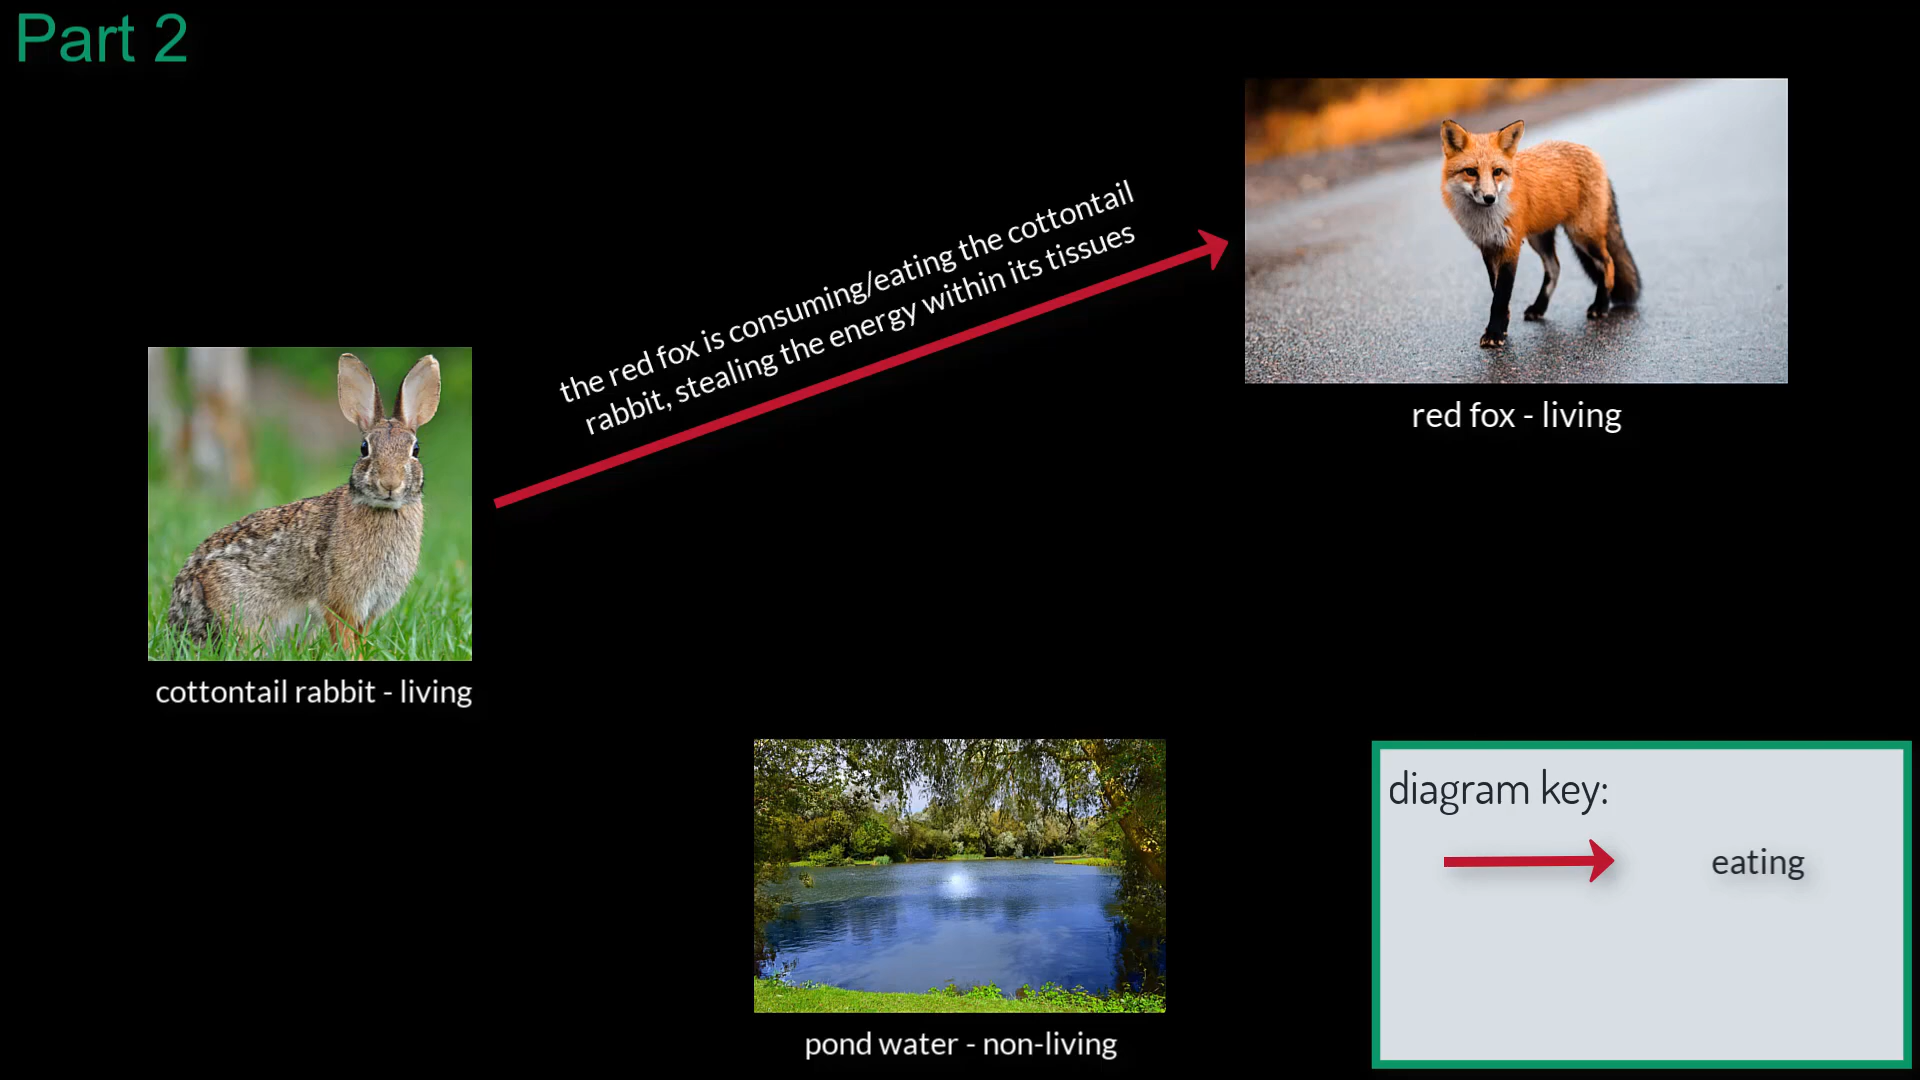 Part 2
the red fox is consuming/eating the cottontail
rabbit, stealing the energy within its tissues
red fox - living
cottontail rabbit - living
pond water - non-living
diagram key:
eating